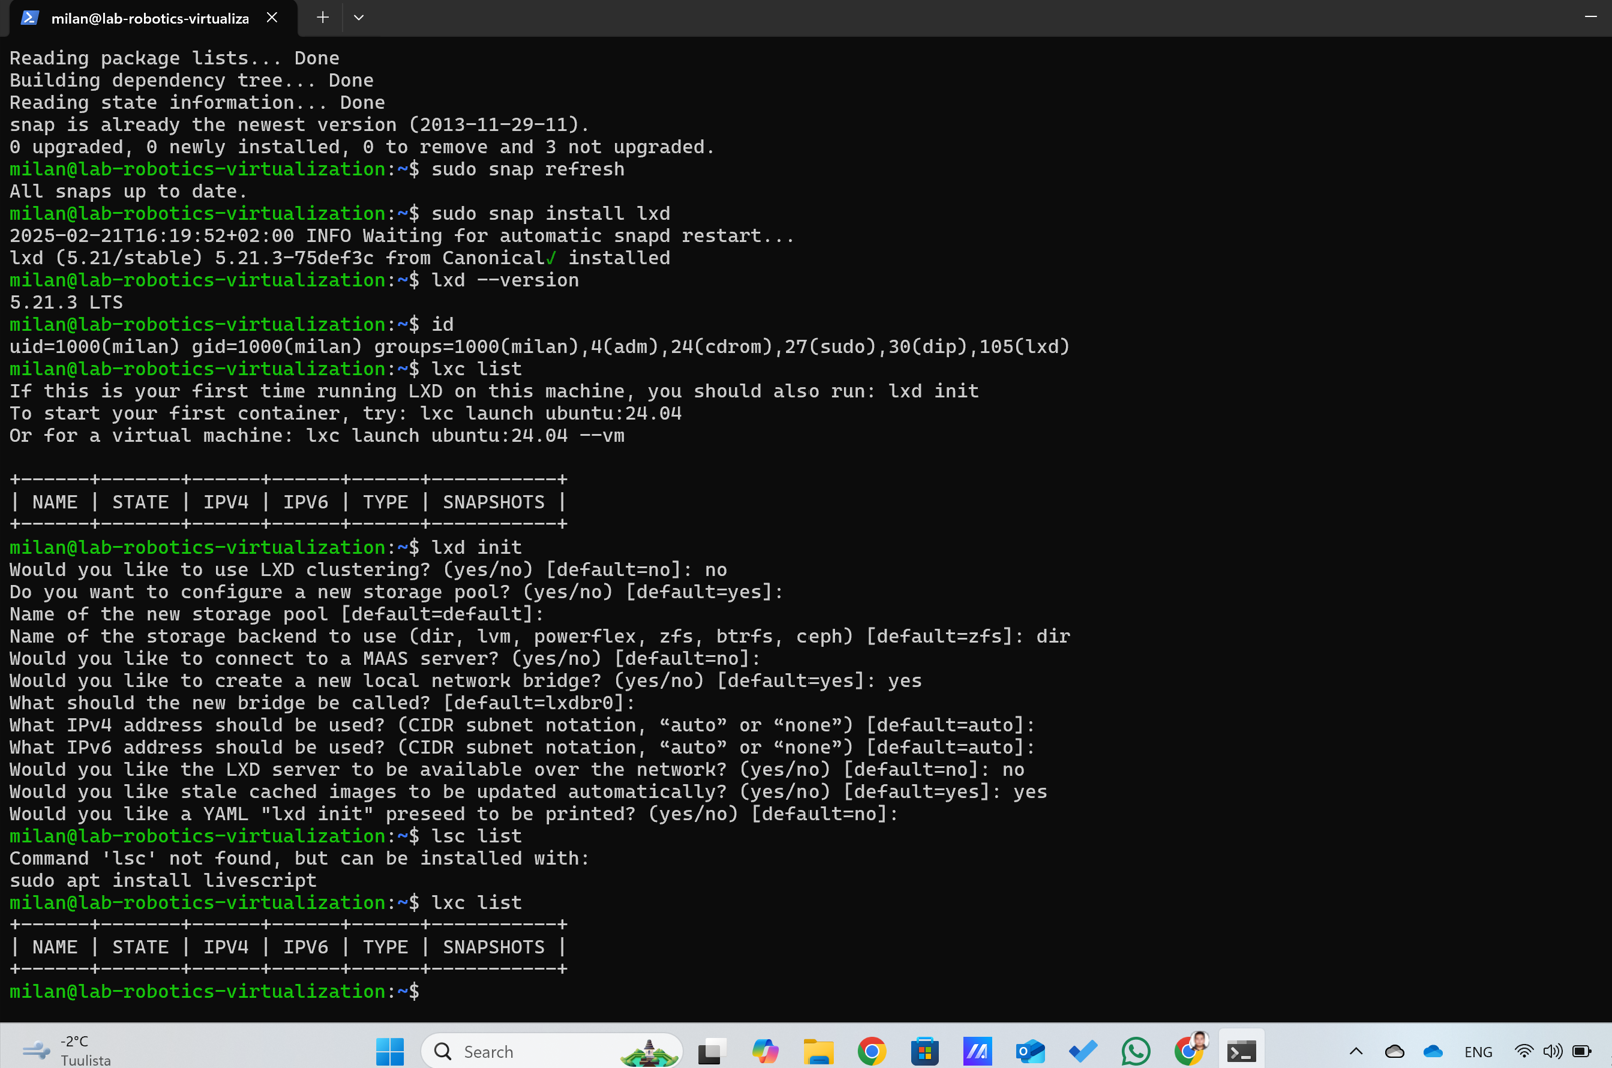 milan@lab-robotics-virtualiza
Reading package lists... Done
Building dependency tree... Done
Reading state information... Done
snap is already the newest version (2013-11-29-11).
0 upgraded, 0 newly installed, 0 to remove and 3 not upgraded.
milan@lab-robotics-virtualization:~$ sudo snap refresh
All snaps up to date.
milan@lab-robotics-virtualization:~$ sudo snap install lxd
2025-02-21T16:19:52+02:00 INFO Waiting for automatic snapd restart...
lxd (5.21/stable) 5.21.3-75def3c from Canonical✓ installed
milan@lab-robotics-virtualization:~$ lxd --version
5.21.3 LTS
milan@lab-robotics-virtualization:~$ id
uid=1000(milan) gid=1000(milan) groups=1000(milan),4(adm),24(cdrom),27(sudo),30(dip),105(lxd)
milan@lab-robotics-virtualization:~$ lxc list
If this is your first time running LXD on this machine, you should also run: lxd init
To start your first container, try: lxc launch ubuntu:24.04
Or for a virtual machine: lxc launch ubuntu:24.04 --vm
+------+-------+------+------+------+-----------+
| NAME | STATE | IPV4 | IPV6 | TYPE | SNAPSHOTS |
+------+-------+------+------+------+-----------+
milan@lab-robotics-virtualization:~$ lxd init
Would you like to use LXD clustering? (yes/no) [default=no]: no
Do you want to configure a new storage pool? (yes/no) [default=yes]:
Name of the new storage pool [default=default]:
Name of the storage backend to use (dir, lvm, powerflex, zfs, btrfs, ceph) [default=zfs]: dir
Would you like to connect to a MAAS server? (yes/no) [default=no]:
Would you like to create a new local network bridge? (yes/no) [default=yes]: yes
What should the new bridge be called? [default=lxdbr0]:
What IPv4 address should be used? (CIDR subnet notation, “auto” or “none”) [default=auto]:
What IPv6 address should be used? (CIDR subnet notation, “auto” or “none”) [default=auto]:
Would you like the LXD server to be available over the network? (yes/no) [default=no]: no
Would you like stale cached images to be updated automatically? (yes/no) [default=yes]: yes
Would you like a YAML "lxd init" preseed to be printed? (yes/no) [default=no]:
milan@lab-robotics-virtualization:~$ lsc list
Command 'lsc' not found, but can be installed with:
sudo apt install livescript
milan@lab-robotics-virtualization:~$ lxc list
+------+-------+------+------+------+-----------+
| NAME | STATE | IPV4 | IPV6 | TYPE | SNAPSHOTS |
+------+-------+------+------+------+-----------+
milan@lab-robotics-virtualization:~$
-2°C
Tuulista
Search
ENG